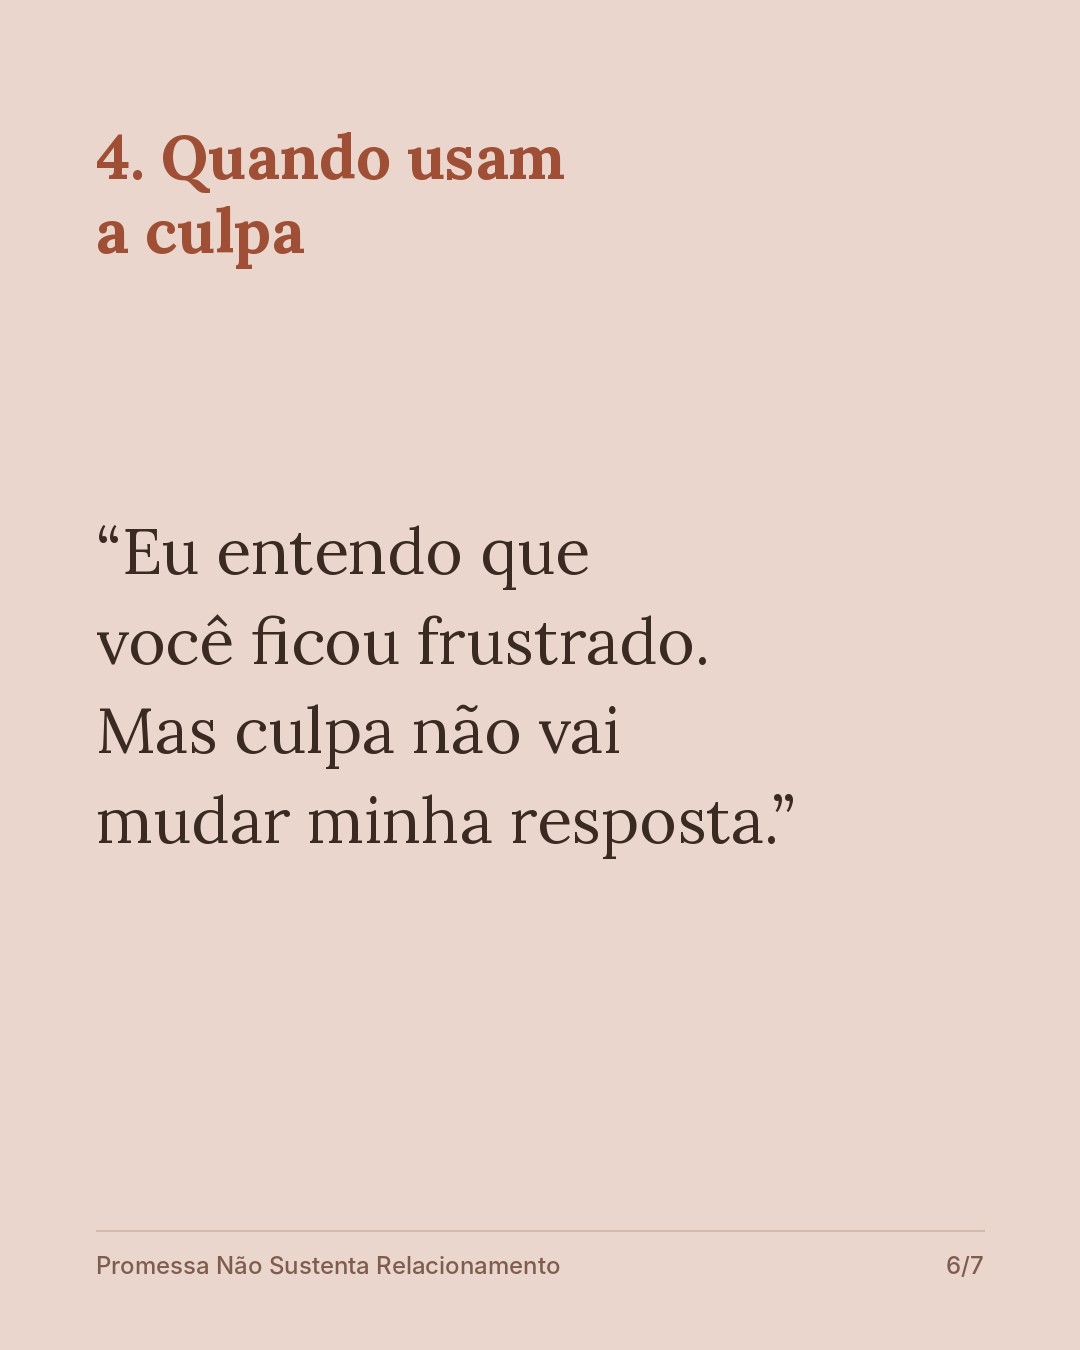 4. Quando usam
a culpa
“Eu entendo que
você ficou frustrado.
Mas culpa não vai
mudar minha resposta.”
Promessa Não Sustenta Relacionamento
6/7